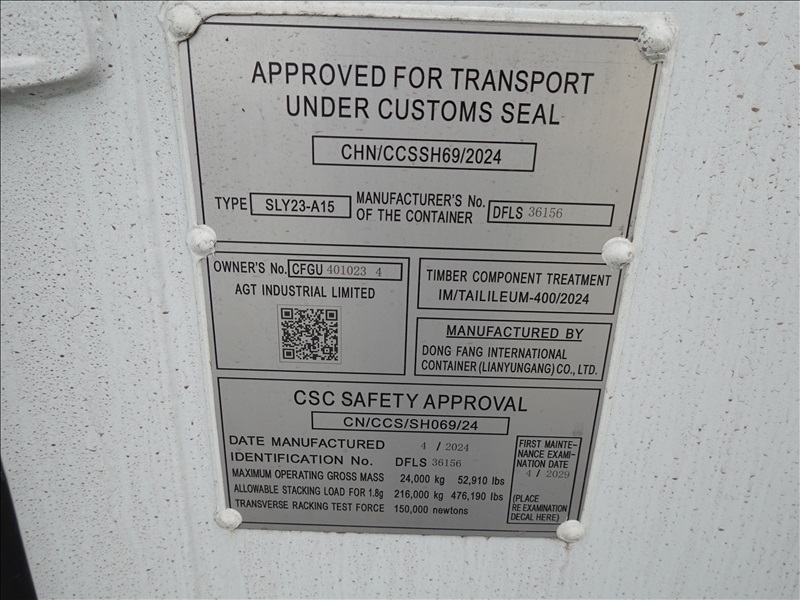 APPROVED FOR TRANSPORT
UNDER CUSTOMS SEAL
CHN/CCSSH69/2024
TYPE SLY23-A15 MANUFACTURER'S No. OF THE CONTAINER DFLS 36156
OWNER'S No. CFGU 401023 4
AGT INDUSTRIAL LIMITED
TIMBER COMPONENT TREATMENT
IM/TAILILEUM-400/2024
MANUFACTURED BY
DONG FANG INTERNATIONAL
CONTAINER (LIANYUNGANG) CO., LTD.
CSC SAFETY APPROVAL
CN/CCS/SH069/24
DATE MANUFACTURED 4 / 2024
IDENTIFICATION No. DFLS 36156
MAXIMUM OPERATING GROSS MASS 24,000 kg 52,910 lbs
ALLOWABLE STACKING LOAD FOR 1.8g 216,000 kg 476,190 lbs
TRANSVERSE RACKING TEST FORCE 150,000 newtons
FIRST MAINTE-
NANCE EXAMI-
NATION DATE
4 / 2029
(PLACE
RE EXAMINATION
DECAL HERE)